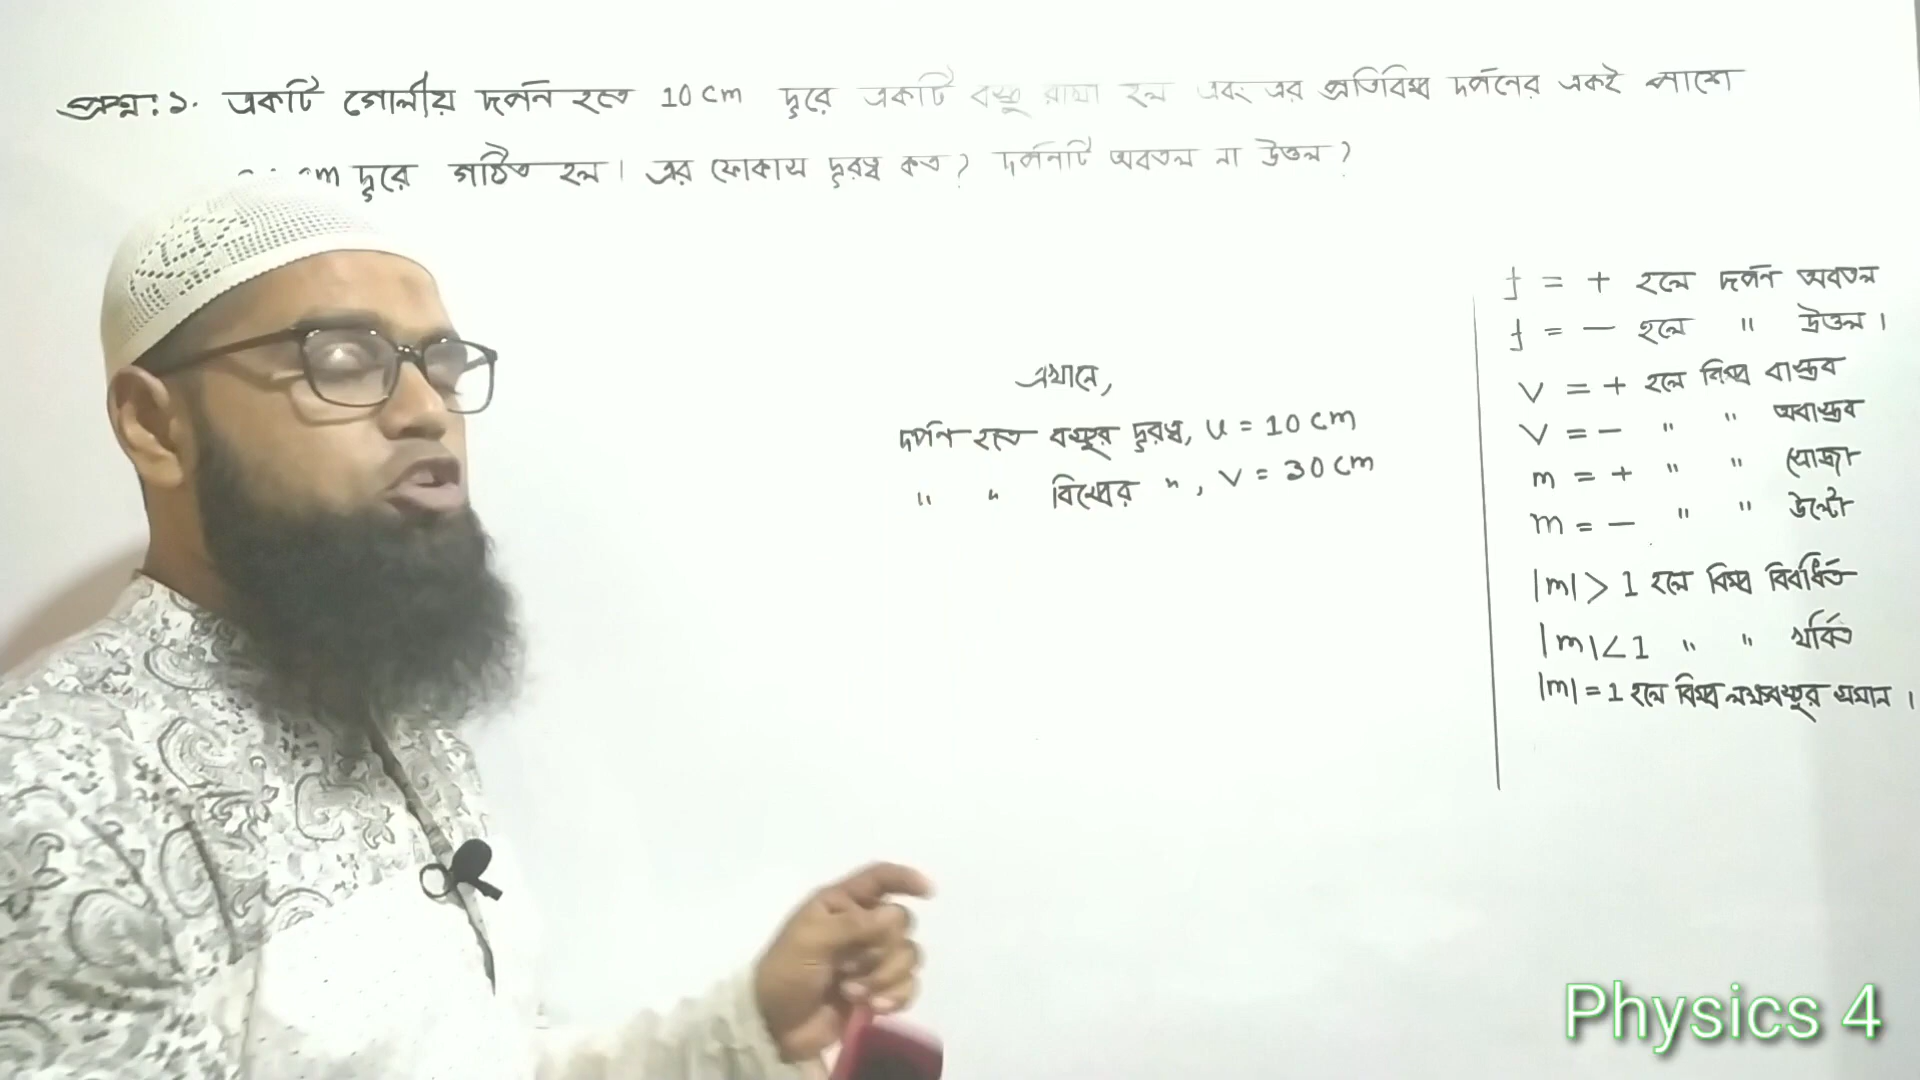 প্রশ্ন: ১. একটি গোলীয় দর্পন হতে 10 cm দূরে একটি বস্তু রাখা হল এবং এর প্রতিবিম্ব দর্পনের একই পাশে
cm দূরে গঠিত হল। এর ফোকাস দূরত্ব কত? দর্পনটি অবতল না উত্তল?
এখানে,
দর্পন হতে বস্তুর দূরত্ব, u = 10 cm
" " বিম্বের ", v = 30 cm
f = + হলে দর্পন অবতল
f = − হলে " উত্তল।
v = + হলে বিম্ব বাস্তব
v = − " " অবাস্তব
m = + " " সোজা
m = − " " উল্টো
|m| > 1 হলে বিম্ব বিবর্ধিত
|m| < 1 " " খর্বিত
|m| = 1 হলে বিম্ব লক্ষ্যবস্তুর সমান।
Physics 4